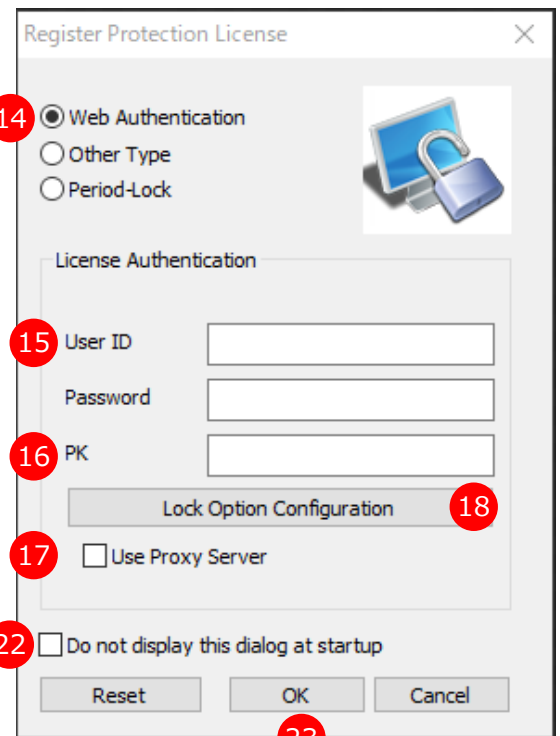 Register Protection License
14 Web Authentication
Other Type
Period-Lock
License Authentication
15 User ID
Password
16 PK
Lock Option Configuration 18
17 Use Proxy Server
22 Do not display this dialog at startup
Reset OK Cancel
23